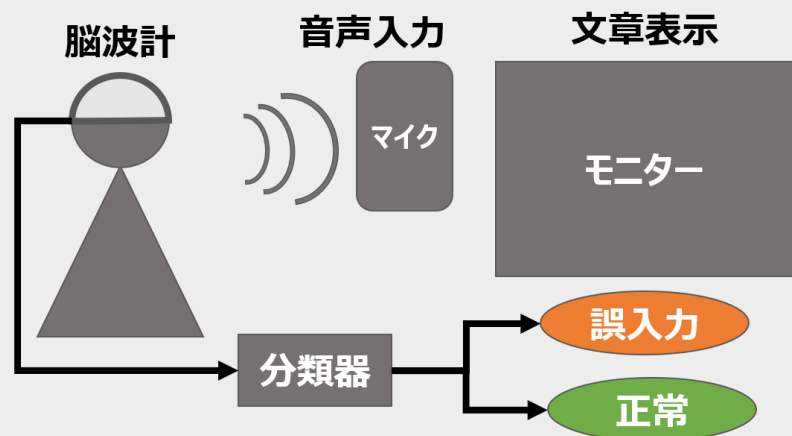 脳波計
音声入力
文章表示
マイク
モニター
誤入力
分類器
正常